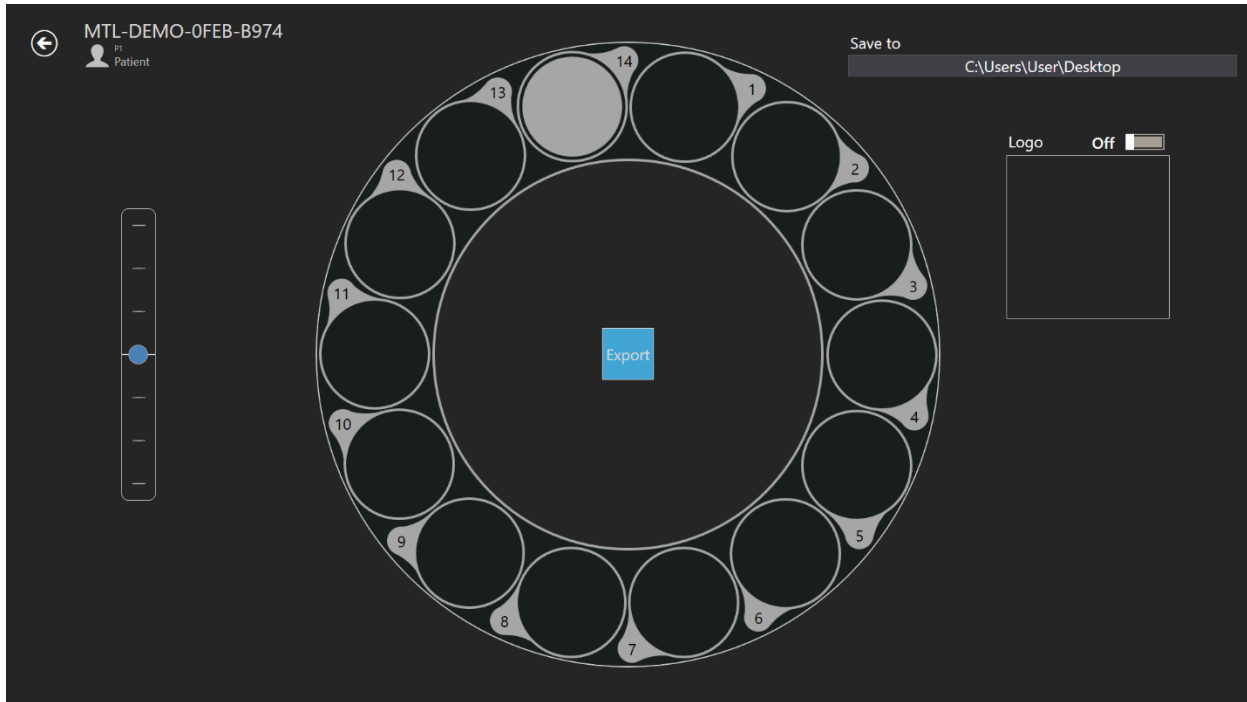 MTL-DEMO-0FEB-B974
P1
Patient
Save to
C:\Users\User\Desktop
Logo Off
14
1
2
3
4
5
6
7
8
9
10
11
12
13
Export